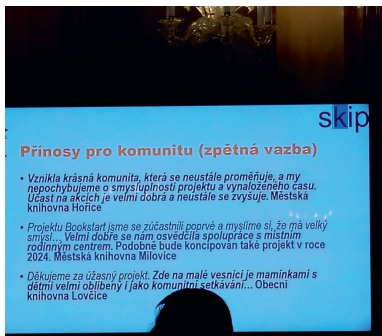 skip
Přínosy pro komunitu (zpětná vazba)
• Vznikla krásná komunita, která se neustále proměňuje, a my
nepochybujeme o smysluplnosti projektu a vynaloženého času.
Účast na akcích je velmi dobrá a neustále se zvyšuje. Městská
knihovna Hořice
• Projektu Bookstart jsme se zúčastnili poprvé a myslíme si, že má velký
smysl… Velmi dobře se nám osvědčila spolupráce s místním
rodinným centrem. Podobně bude koncipován také projekt v roce
2024. Městská knihovna Milovice
• Děkujeme za úžasný projekt. Zde na malé vesnici je maminkami s
dětmi velmi oblíbený i jako komunitní setkávání… Obecní
knihovna Lovčice